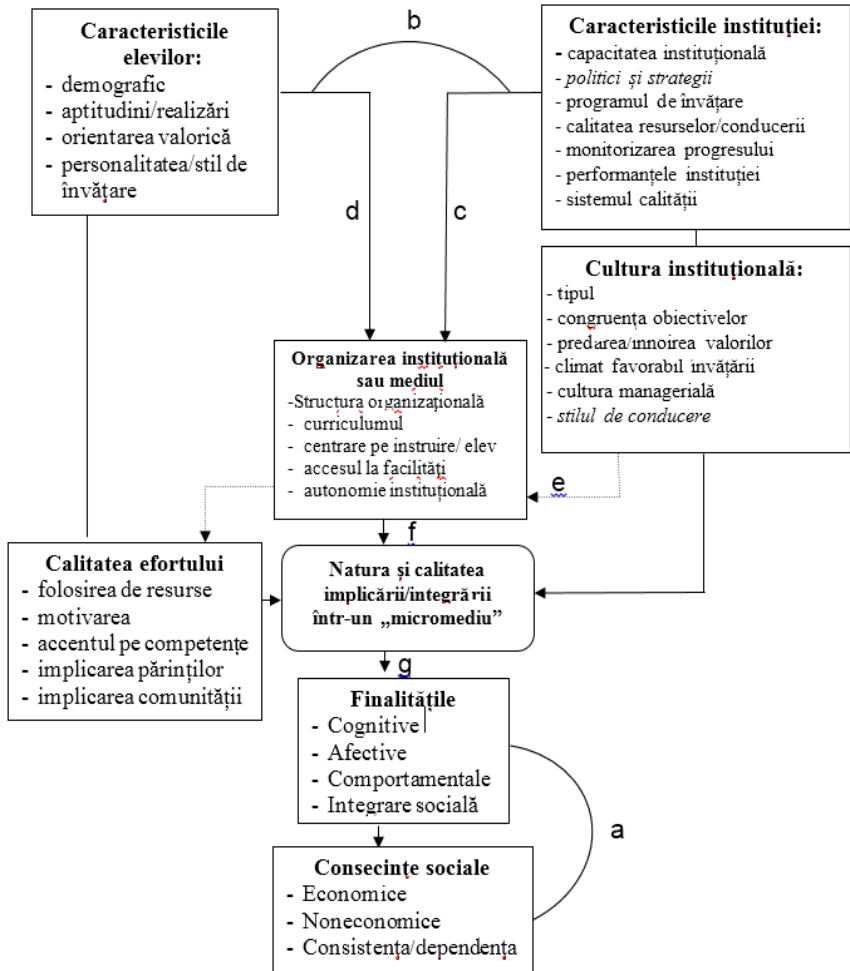 b
Caracteristicile
elevilor:
- demografic
- aptitudini/realizări
- orientarea valorică
- personalitatea/stil de
învățare
Caracteristicile instituției:
- capacitatea instituțională
- politici și strategii
- programul de învățare
- calitatea resurselor/conducerii
- monitorizarea progresului
- performanțele instituției
- sistemul calității
d
c
Cultura instituțională:
- tipul
- congruența obiectivelor
- predarea/innoirea valorilor
- climat favorabil învățării
- cultura managerială
- stilul de conducere
Organizarea instituțională
sau mediul
-Structura organizațională
- curriculumul
- centrare pe instruire/ elev
- accesul la facilități
- autonomie instituțională
e
f
Calitatea efortului
- folosirea de resurse
- motivarea
- accentul pe competențe
- implicarea părinților
- implicarea comunității
Natura și calitatea
implicării/integrării
într-un „micromediu”
g
Finalitățile
- Cognitive
- Afective
- Comportamentale
- Integrare socială
a
Consecințe sociale
- Economice
- Noneconomice
- Consistența/dependența